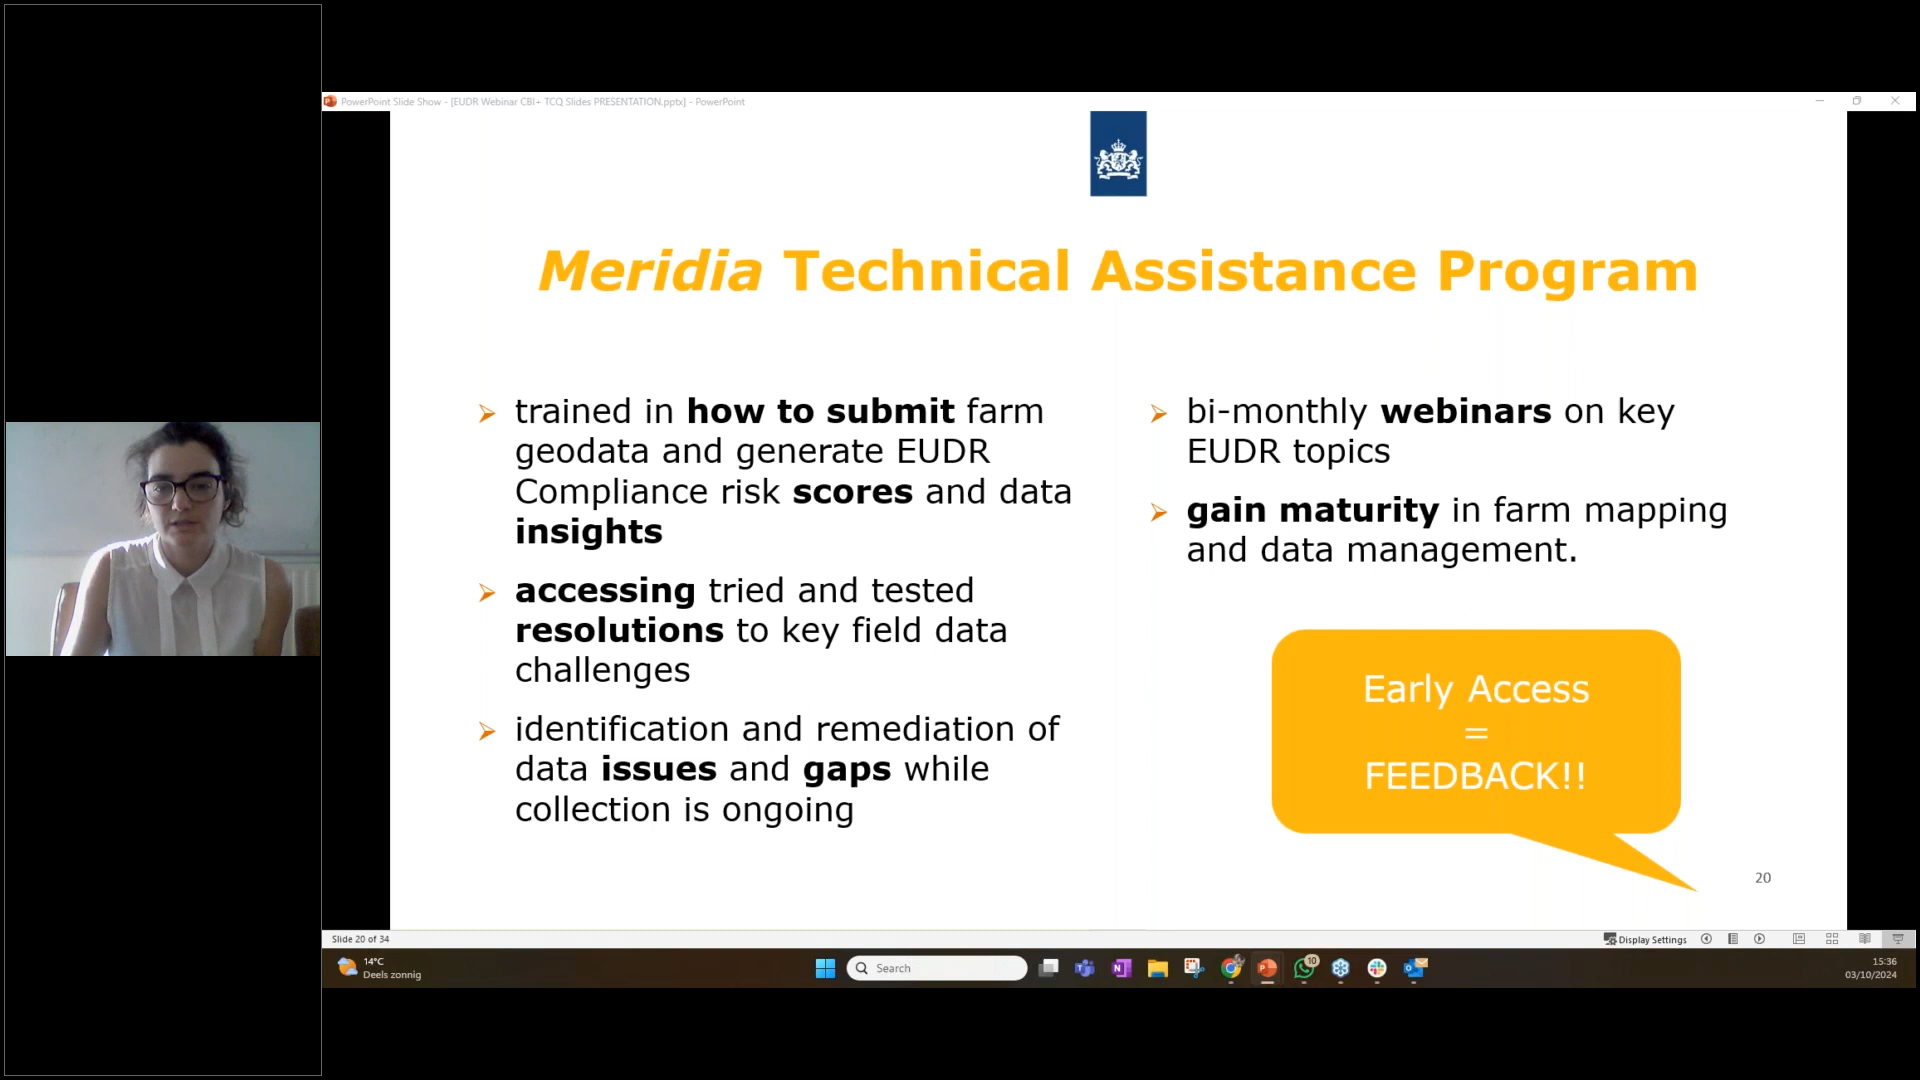 PowerPoint Slide Show - [EUDR Webinar CBI+ TCQ Slides PRESENTATION.pptx] - PowerPoint
Meridia Technical Assistance Program
trained in how to submit farm
geodata and generate EUDR
Compliance risk scores and data
insights
accessing tried and tested
resolutions to key field data
challenges
identification and remediation of
data issues and gaps while
collection is ongoing
bi-monthly webinars on key
EUDR topics
gain maturity in farm mapping
and data management.
Early Access
=
FEEDBACK!!
20
Slide 20 of 34
Display Settings
14°C
Deels zonnig
Search
10
15:36
03/10/2024